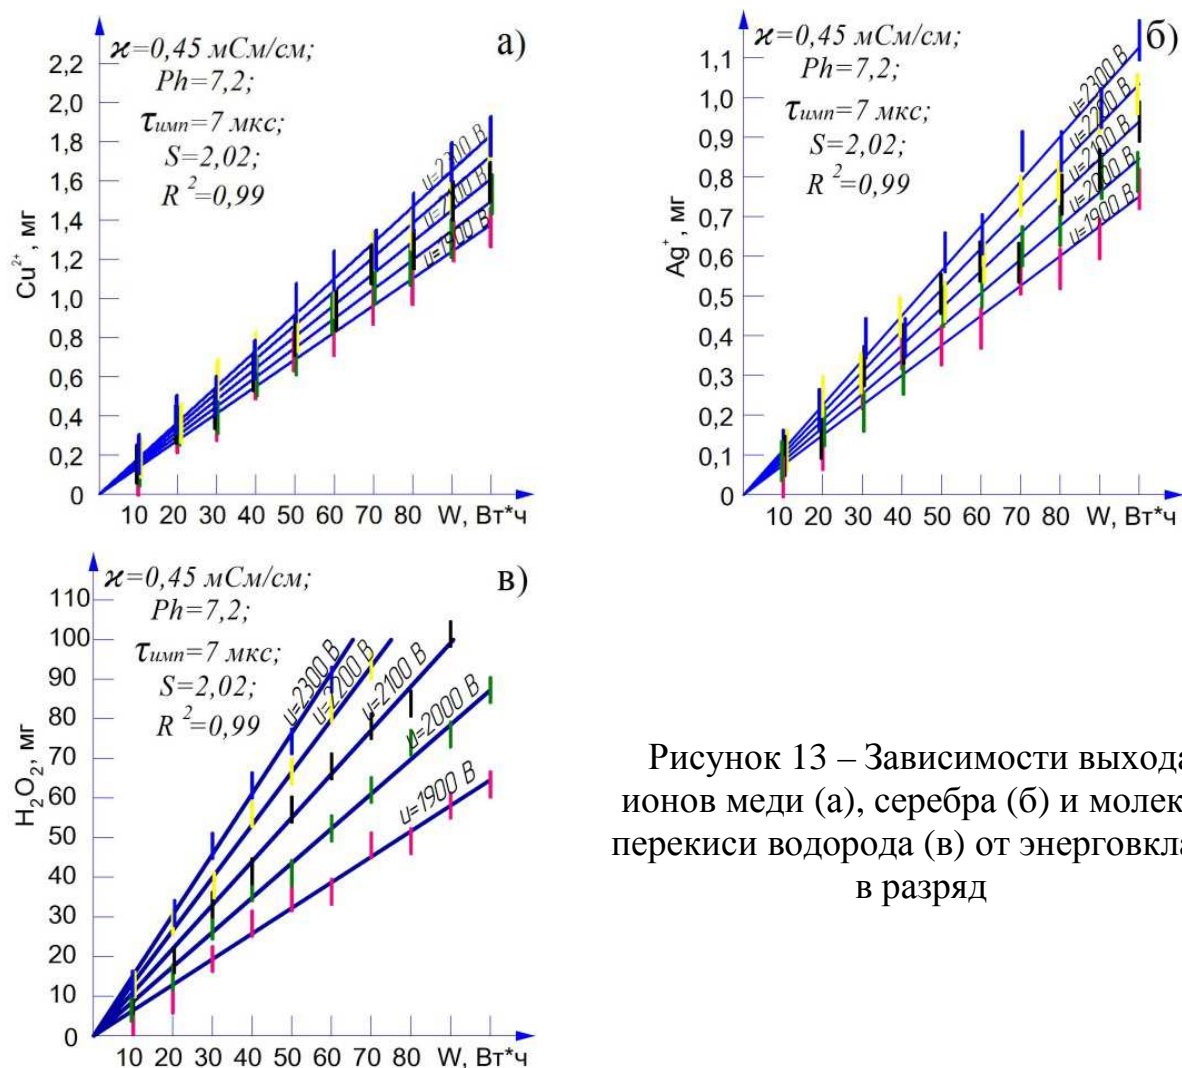 а)
ϰ=0,45 мСм/см;
Ph=7,2;
τимп=7 мкс;
S=2,02;
R²=0,99
Cu²⁺, мг
2,2
2,0
1,8
1,6
1,4
1,2
1,0
0,8
0,6
0,4
0,2
0
u=2300 В
u=2100 В
u=1900 В
10 20 30 40 50 60 70 80 W, Вт*ч
б)
ϰ=0,45 мСм/см;
Ph=7,2;
τимп=7 мкс;
S=2,02;
R²=0,99
Ag⁺, мг
1,1
1,0
0,9
0,8
0,7
0,6
0,5
0,4
0,3
0,2
0,1
0
u=2300 В
u=2200 В
u=2100 В
u=2000 В
u=1900 В
10 20 30 40 50 60 70 80 W, Вт*ч
в)
ϰ=0,45 мСм/см;
Ph=7,2;
τимп=7 мкс;
S=2,02;
R²=0,99
H₂O₂, мг
110
100
90
80
70
60
50
40
30
20
10
0
u=2300 В
u=2200 В
u=2100 В
u=2000 В
u=1900 В
10 20 30 40 50 60 70 80 W, Вт*ч
Рисунок 13 – Зависимости выхода
ионов меди (а), серебра (б) и молек
перекиси водорода (в) от энерговкла
в разряд